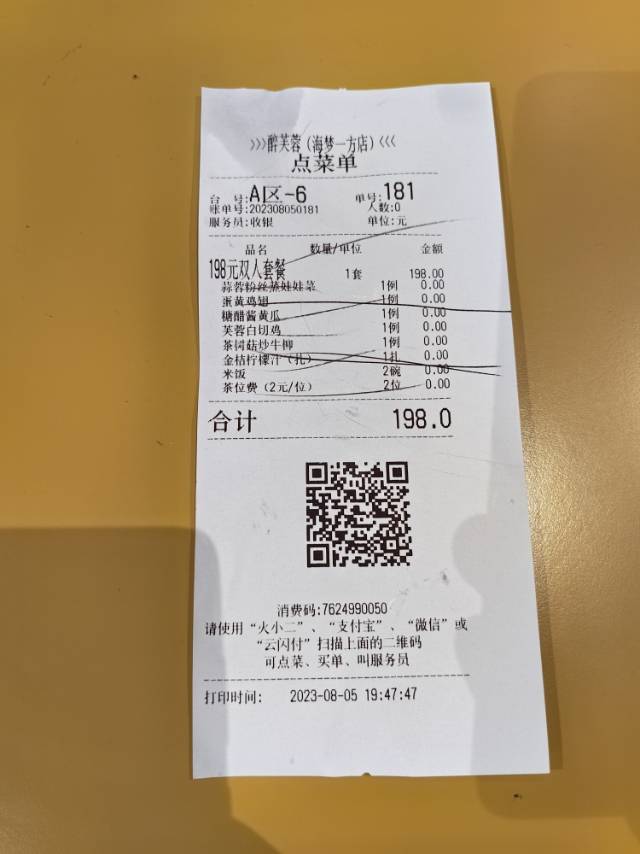 >>>醉芙蓉(海梦一方店)<<<
点菜单
台 号:A区-6 单号:181
账单号:202308050181 人数:0
服务员:收银 单位:元
品名 数量/单位 金额
198元双人套餐 1套 198.00
蒜蓉粉丝蒸娃娃菜 1例 0.00
蛋黄鸡翅 1例 0.00
糖醋酱黄瓜 1例 0.00
芙蓉白切鸡 1例 0.00
茶树菇炒牛柳 1例 0.00
金桔柠檬汁(扎) 1扎 0.00
米饭 2碗 0.00
茶位费(2元/位) 2位 0.00
合计 198.0
消费码:7624990050
请使用“火小二”、“支付宝”、“微信”或
“云闪付”扫描上面的二维码
可点菜、买单、叫服务员
打印时间: 2023-08-05 19:47:47